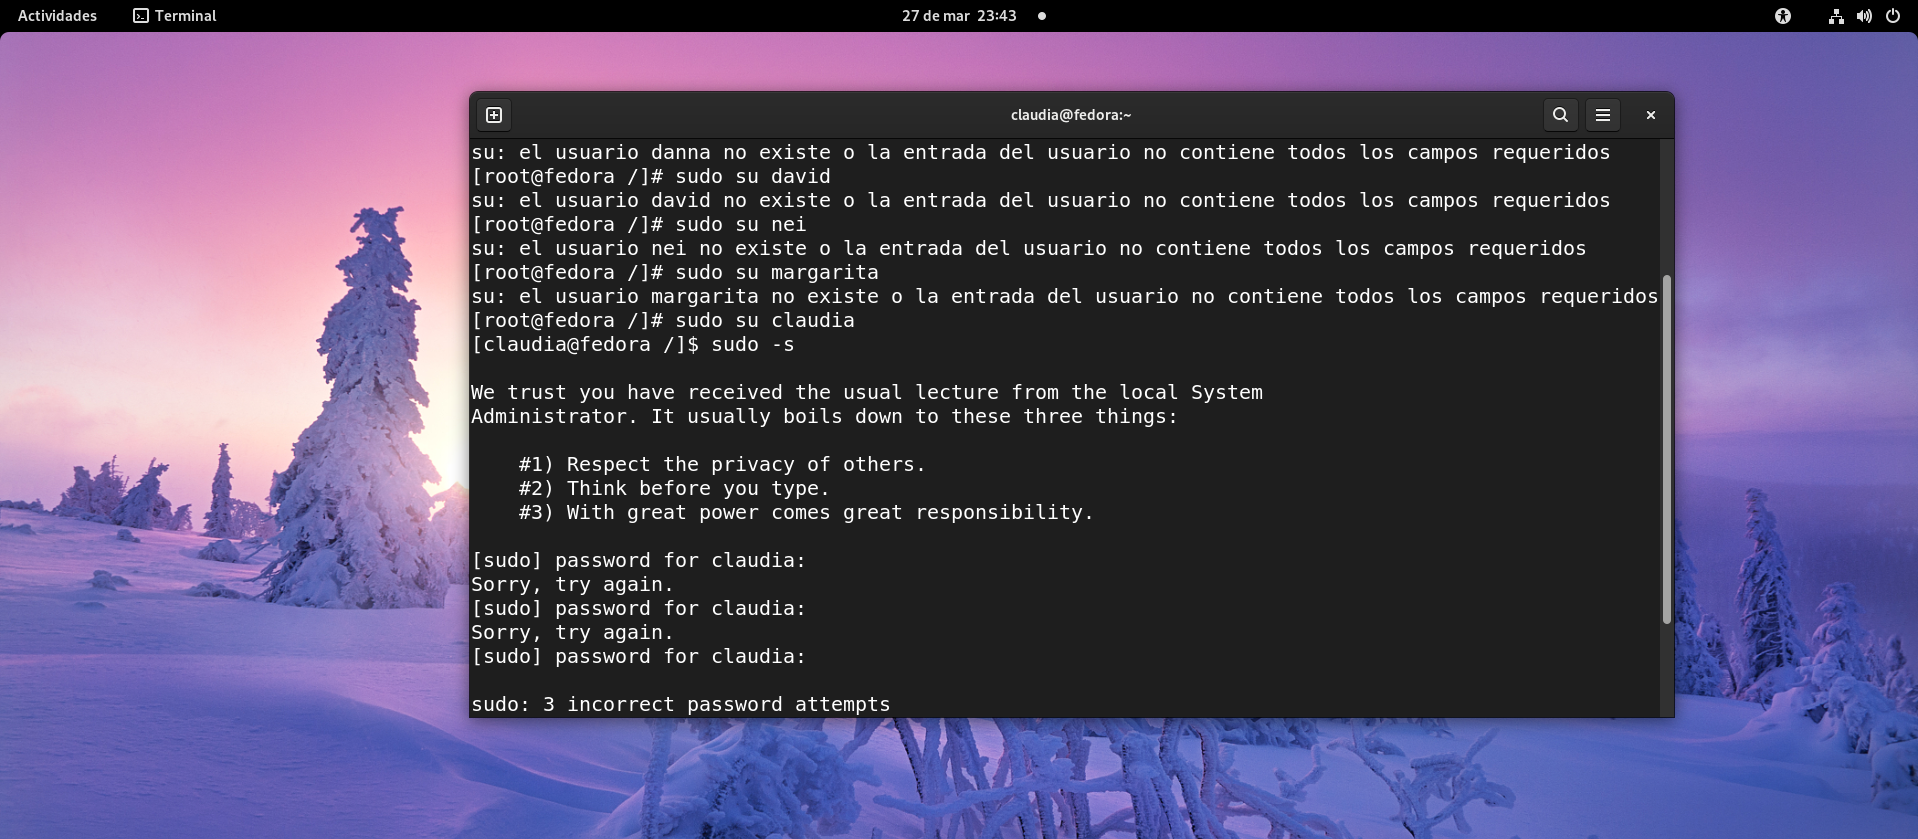 Actividades
Terminal
27 de mar 23:43
claudia@fedora:~
su: el usuario danna no existe o la entrada del usuario no contiene todos los campos requeridos
[root@fedora /]# sudo su david
su: el usuario david no existe o la entrada del usuario no contiene todos los campos requeridos
[root@fedora /]# sudo su nei
su: el usuario nei no existe o la entrada del usuario no contiene todos los campos requeridos
[root@fedora /]# sudo su margarita
su: el usuario margarita no existe o la entrada del usuario no contiene todos los campos requeridos
[root@fedora /]# sudo su claudia
[claudia@fedora /]$ sudo -s
We trust you have received the usual lecture from the local System
Administrator. It usually boils down to these three things:
#1) Respect the privacy of others.
#2) Think before you type.
#3) With great power comes great responsibility.
[sudo] password for claudia:
Sorry, try again.
[sudo] password for claudia:
Sorry, try again.
[sudo] password for claudia:
sudo: 3 incorrect password attempts